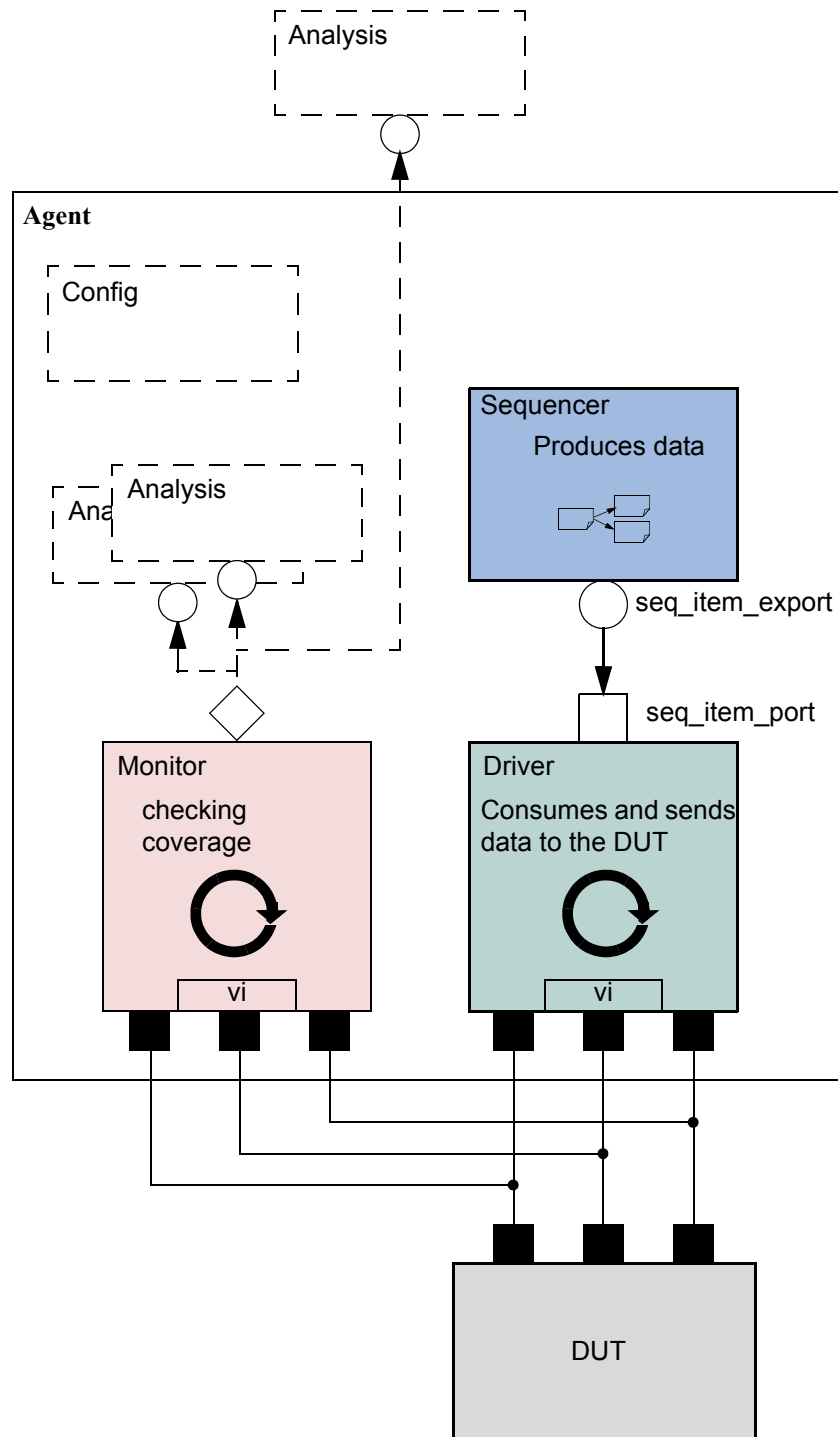 Analysis
Agent
Config
Sequencer
Produces data
Analysis
Ana
seq_item_export
seq_item_port
Monitor
checking
coverage
vi
Driver
Consumes and sends
data to the DUT
vi
DUT